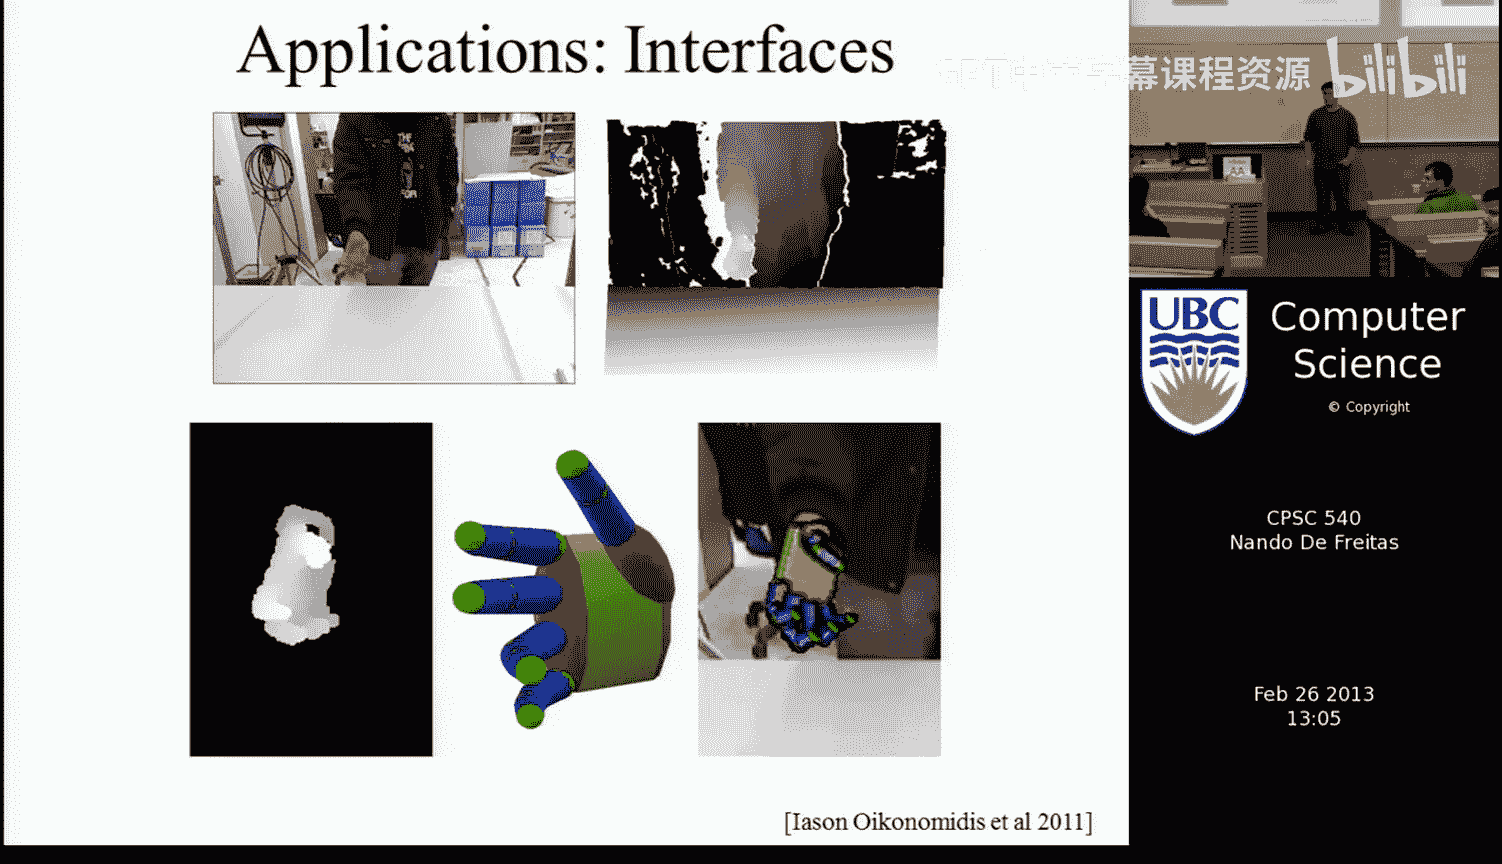 Applications: Interfaces
幕课程资源
bilibili
UBC
Computer
Science
© Copyright
CPSC 540
Nando De Freitas
Feb 26 2013
13:05
[Iason Oikonomidis et al 2011]